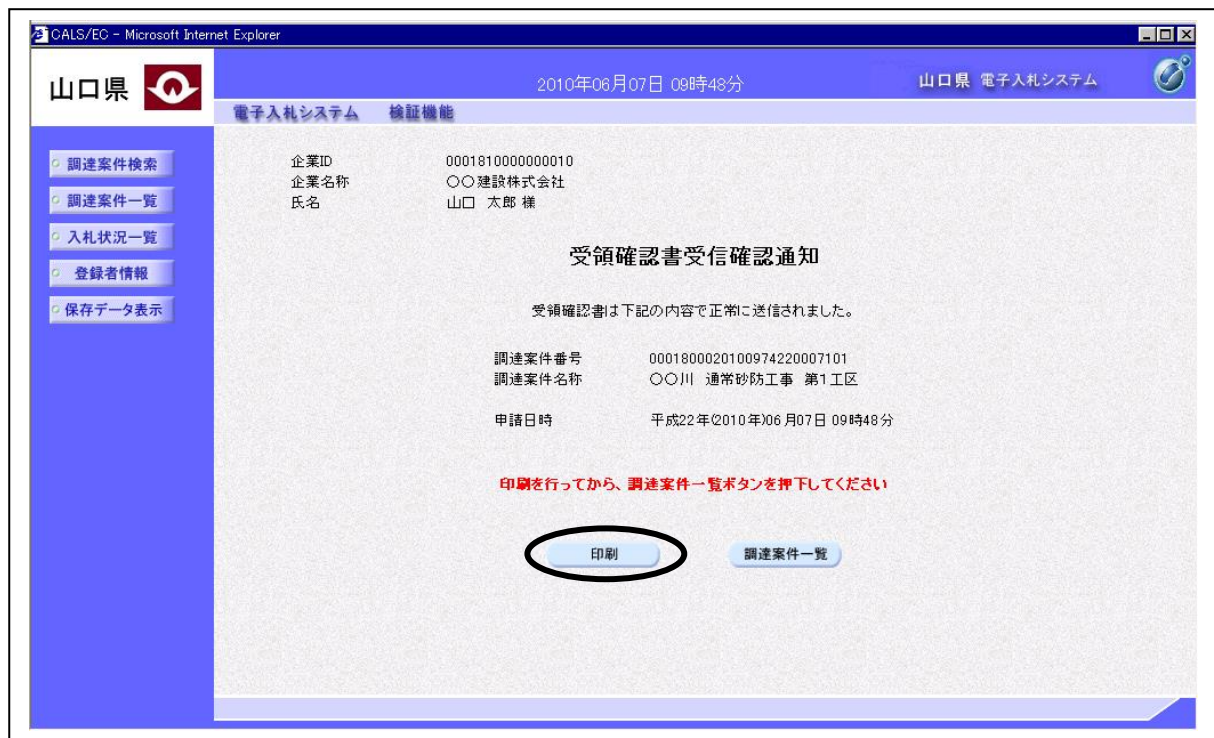 CALS/EC - Microsoft Internet Explorer
山口県
2010年06月07日 09時48分
山口県 電子入札システム
電子入札システム 検証機能
調達案件検索
調達案件一覧
入札状況一覧
登録者情報
保存データ表示
企業ID 0001810000000010
企業名称 〇〇建設株式会社
氏名 山口 太郎 様
受領確認書受信確認通知
受領確認書は下記の内容で正常に送信されました。
調達案件番号 0001800020100974220007101
調達案件名称 〇〇川 通常砂防工事 第1工区
申請日時 平成22年(2010年)06月07日 09時48分
印刷を行ってから、調達案件一覧ボタンを押下してください
印刷 調達案件一覧